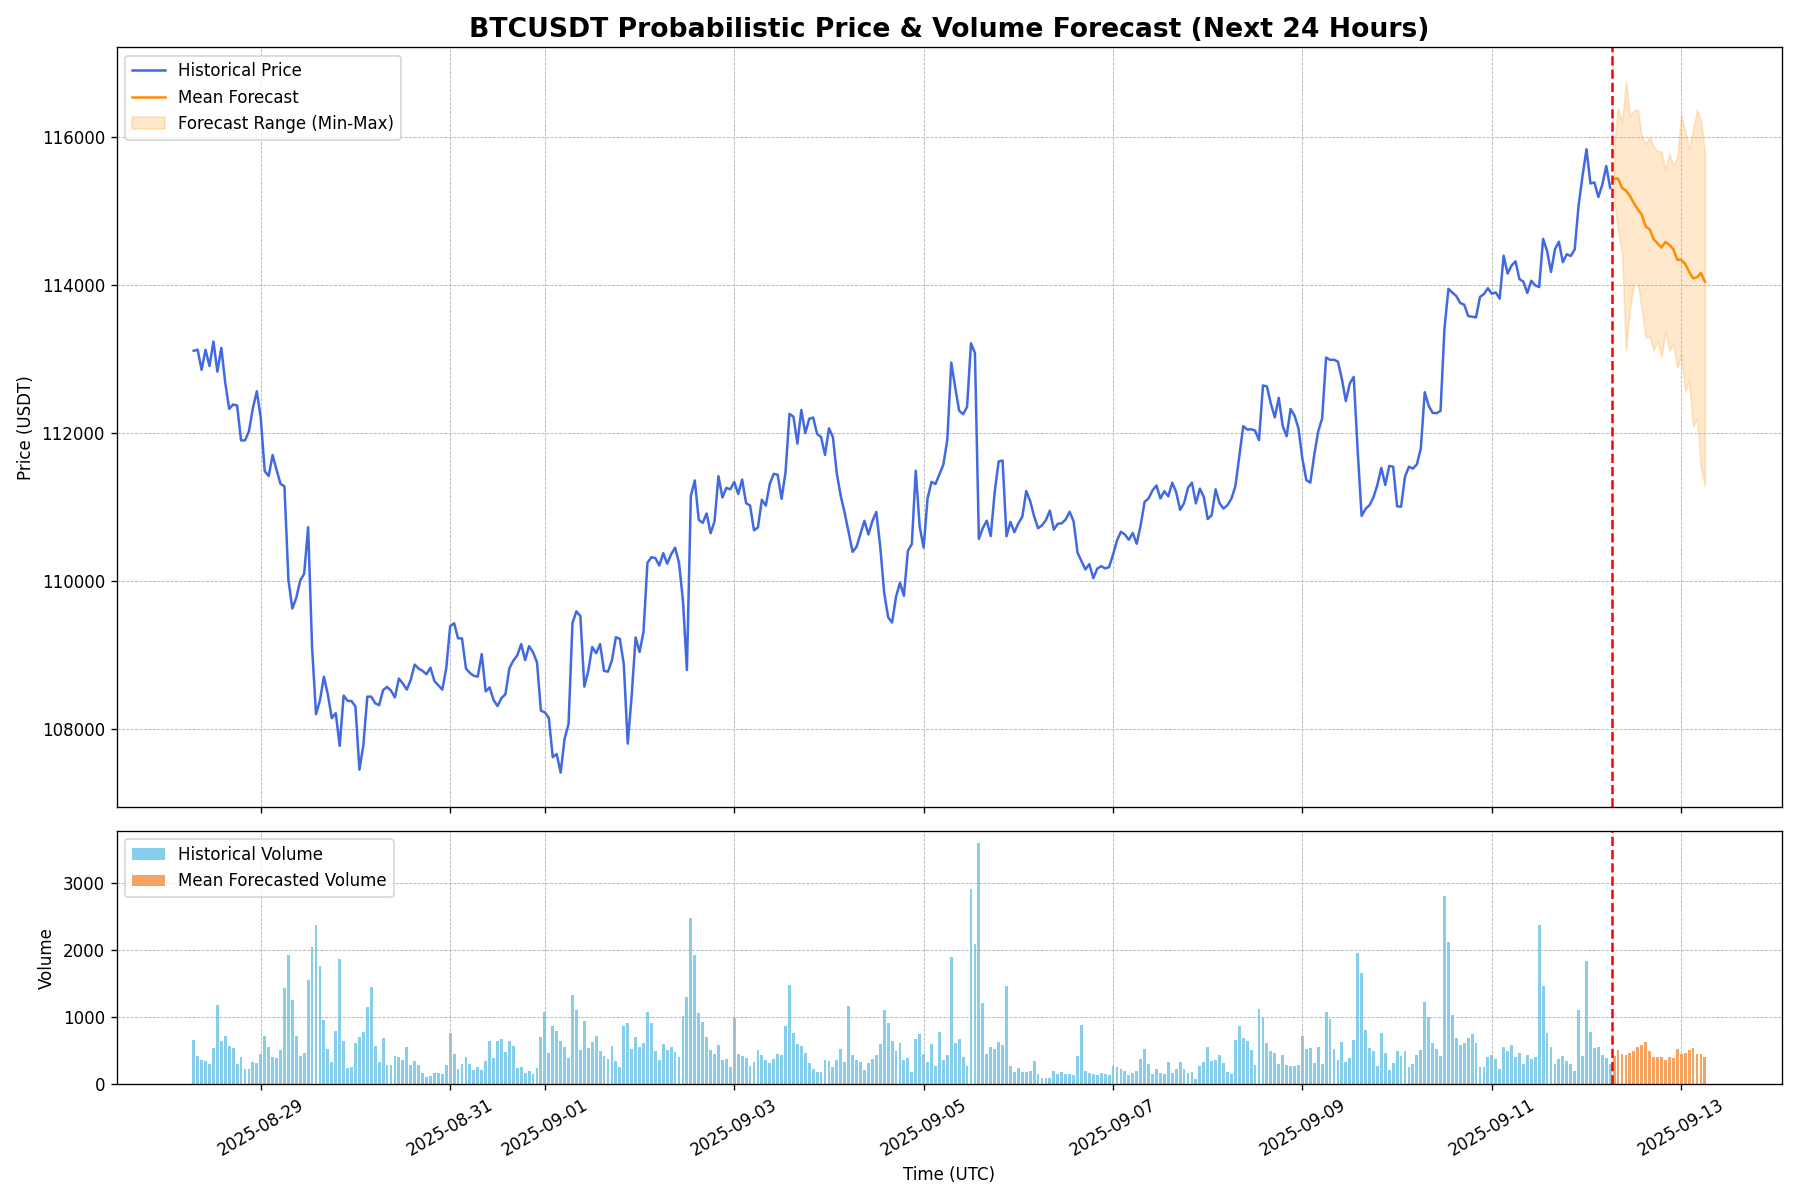 BTCUSDT Probabilistic Price & Volume Forecast (Next 24 Hours)
Historical Price
Mean Forecast
Forecast Range (Min-Max)
116000
114000
112000
110000
108000
Price (USDT)
Historical Volume
Mean Forecasted Volume
3000
2000
1000
0
Volume
2025-08-29
2025-08-31
2025-09-01
2025-09-03
2025-09-05
2025-09-07
2025-09-09
2025-09-11
2025-09-13
Time (UTC)